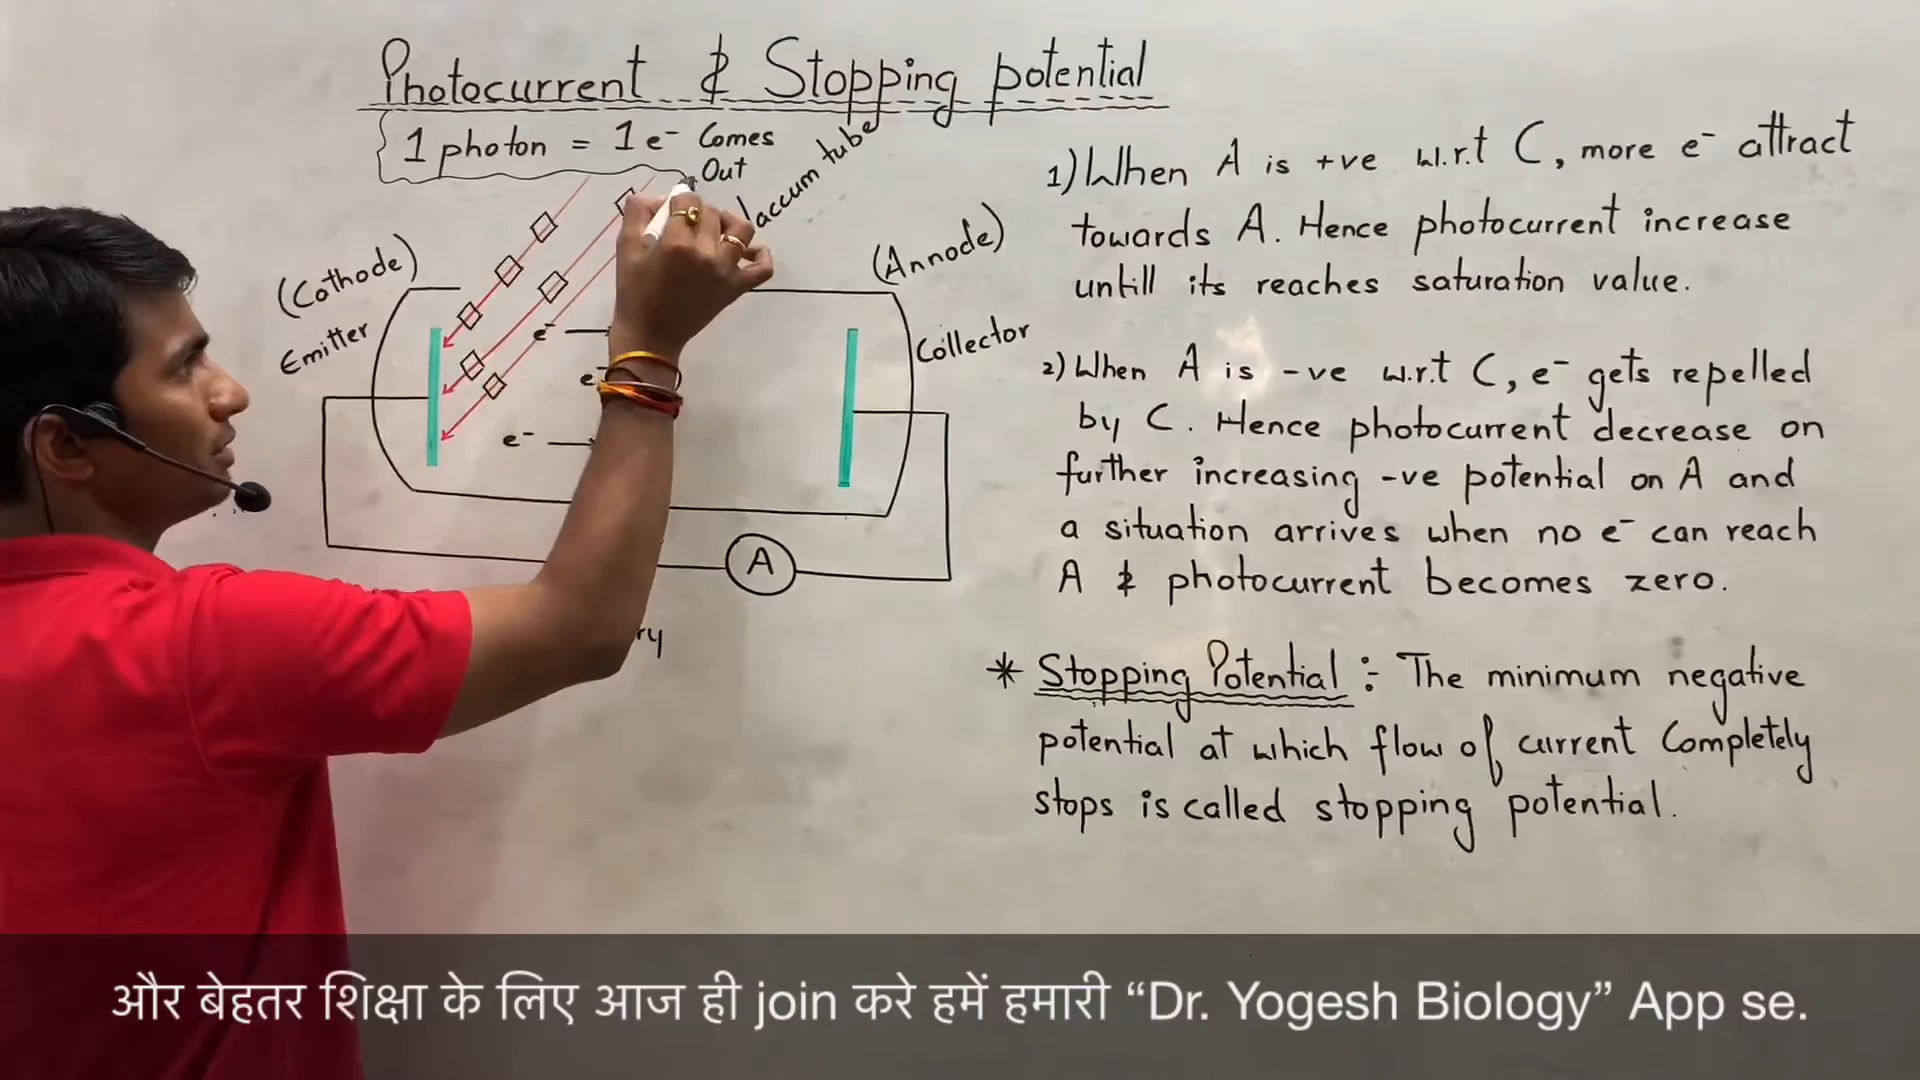 Photocurrent & Stopping potential
1 photon = 1 e⁻ Comes
Out
(Cathode)
Emitter
(Annode)
Collector
e⁻
e⁻
e⁻
A
1) When A is +ve w.r.t C, more e⁻ attract
towards A. Hence photocurrent increase
untill its reaches saturation value.
2) When A is -ve w.r.t C, e⁻ gets repelled
by C. Hence photocurrent decrease on
further increasing -ve potential on A and
a situation arrives when no e⁻ can reach
A & photocurrent becomes zero.
* Stopping Potential :- The minimum negative
potential at which flow of current Completely
stops is called stopping potential.
और बेहतर शिक्षा के लिए आज ही join करे हमें हमारी “Dr. Yogesh Biology” App se.